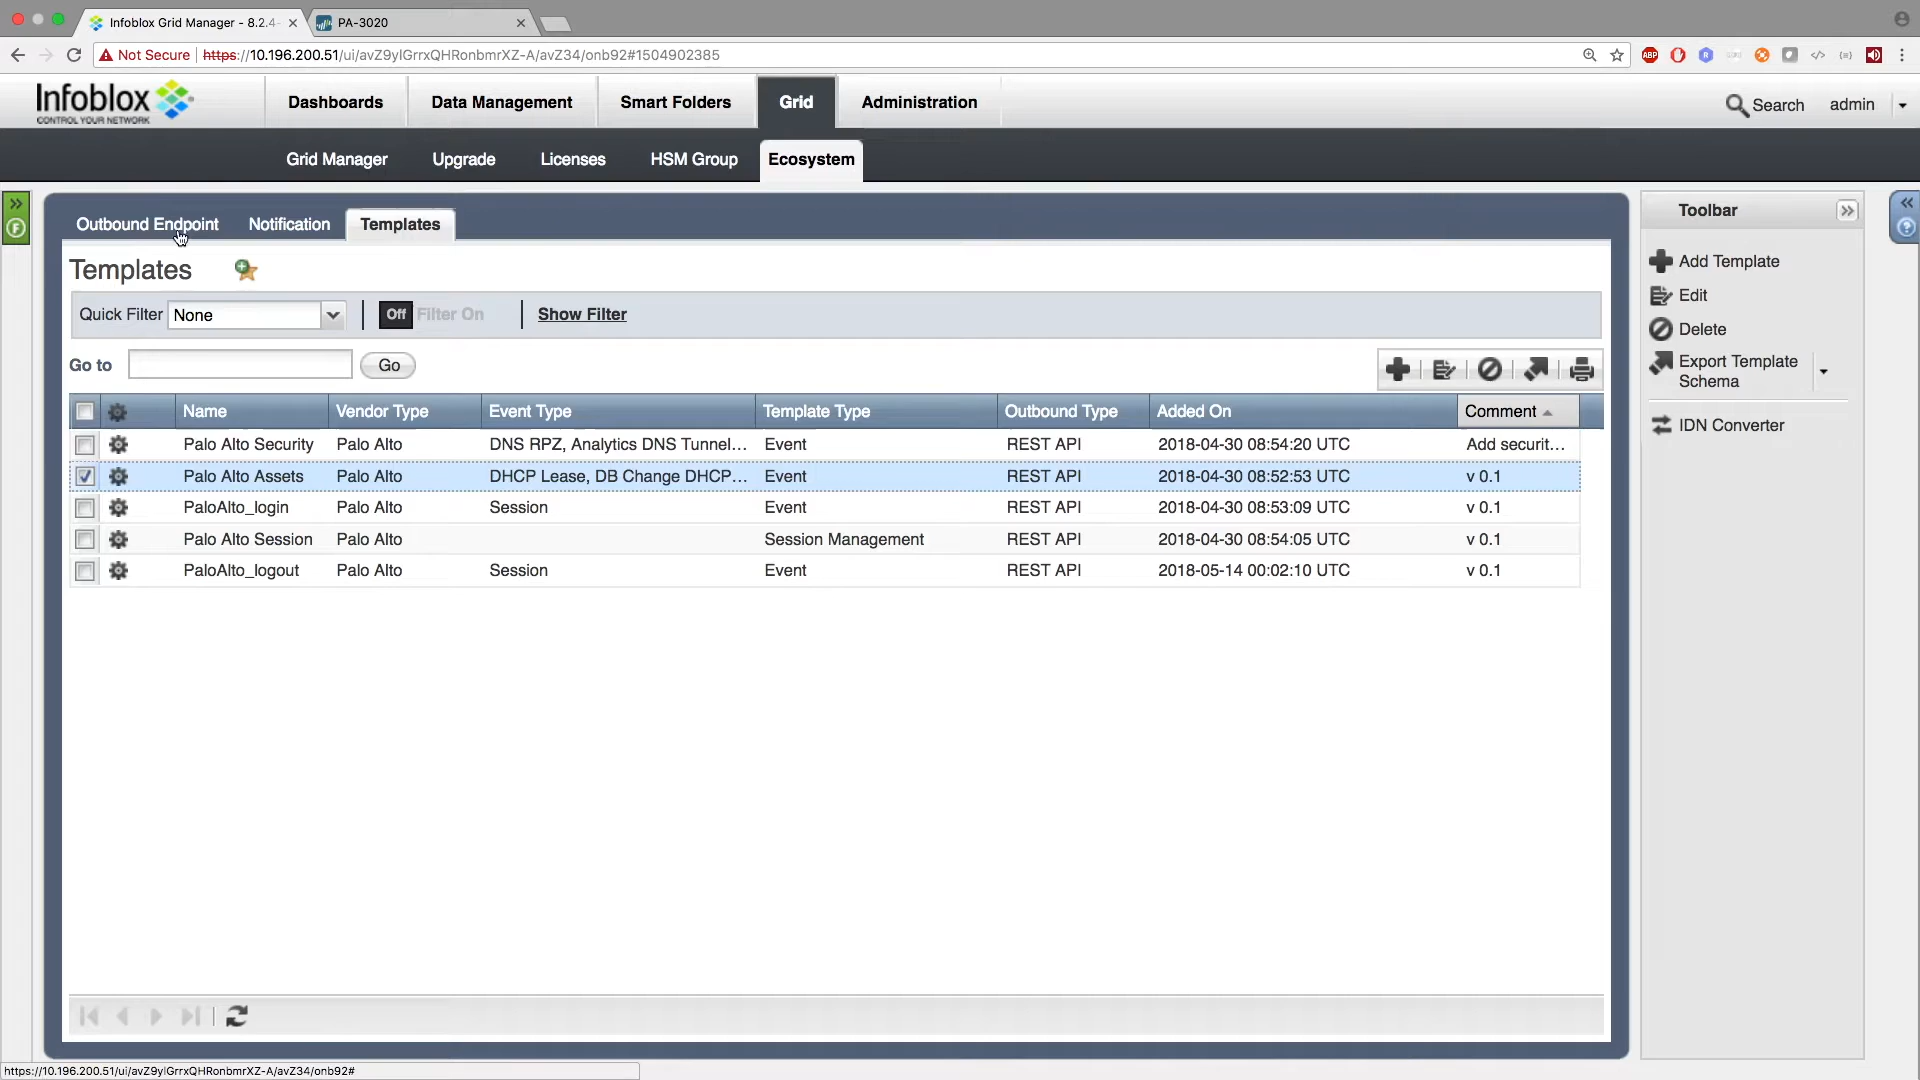 Infoblox Grid Manager - 8.2.4-
PA-3020
Not Secure https://10.196.200.51/ui/avZ9yIGrrxQHRonbmrXZ-A/avZ34/onb92#1504902385
ABP
Infoblox
CONTROL YOUR NETWORK
Dashboards
Data Management
Smart Folders
Grid
Administration
Search
admin
Grid Manager
Upgrade
Licenses
HSM Group
Ecosystem
Outbound Endpoint
Notification
Templates
Templates
Quick Filter None
Off Filter On
Show Filter
Go to
Go
Name Vendor Type Event Type Template Type Outbound Type Added On Comment
Palo Alto Security Palo Alto DNS RPZ, Analytics DNS Tunnel... Event REST API 2018-04-30 08:54:20 UTC Add securit...
Palo Alto Assets Palo Alto DHCP Lease, DB Change DHCP... Event REST API 2018-04-30 08:52:53 UTC v 0.1
PaloAlto_login Palo Alto Session Event REST API 2018-04-30 08:53:09 UTC v 0.1
Palo Alto Session Palo Alto Session Management REST API 2018-04-30 08:54:05 UTC v 0.1
PaloAlto_logout Palo Alto Session Event REST API 2018-05-14 00:02:10 UTC v 0.1
Toolbar
Add Template
Edit
Delete
Export Template
Schema
IDN Converter
https://10.196.200.51/ui/avZ9yIGrrxQHRonbmrXZ-A/avZ34/onb92#